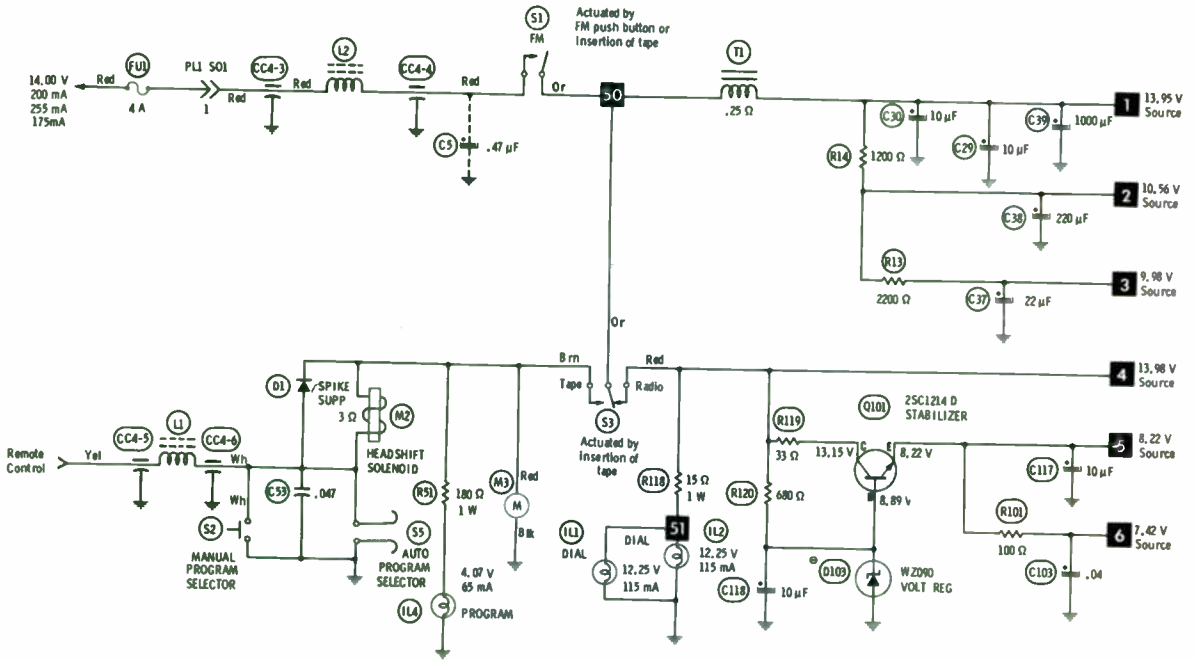 S1
FM
Actuated by
FM push button or
insertion of tape
14.00 V
200 mA
255 mA
175mA
Red
FU1
4 A
PL1 SO1
1
Red
CC4-3
Red
L2
CC4-4
Red
C5
.47 µF
Or
50
T1
.25 Ω
C30
10 µF
C29
10 µF
C39
1000 µF
1
13.95 V
Source
R14
1200 Ω
C38
220 µF
2
10.56 V
Source
R13
2200 Ω
C37
22 µF
3
9.98 V
Source
Or
Brn
Red
Tape
Radio
S3
Actuated by
insertion of
tape
4
13.98 V
Source
D1
SPIKE
SUPP
3 Ω
M2
HEADSHIFT
SOLENOID
Remote
Control
Yel
CC4-5
L1
CC4-6
Wh
Wh
C53
.047
S2
MANUAL
PROGRAM
SELECTOR
S5
AUTO
PROGRAM
SELECTOR
R51
180 Ω
1 W
4.07 V
65 mA
IL4
PROGRAM
M3
Red
M
Blk
R118
15 Ω
1 W
51
IL1
DIAL
DIAL
12.25 V
115 mA
IL2
12.25 V
115 mA
R119
33 Ω
R120
680 Ω
C118
10 µF
Q101
2SC1214 D
STABILIZER
13.15 V
C
E
8.22 V
B
8.89 V
D103
WZ090
VOLT REG
C117
10 µF
5
8.22 V
Source
R101
100 Ω
C103
.04
6
7.42 V
Source